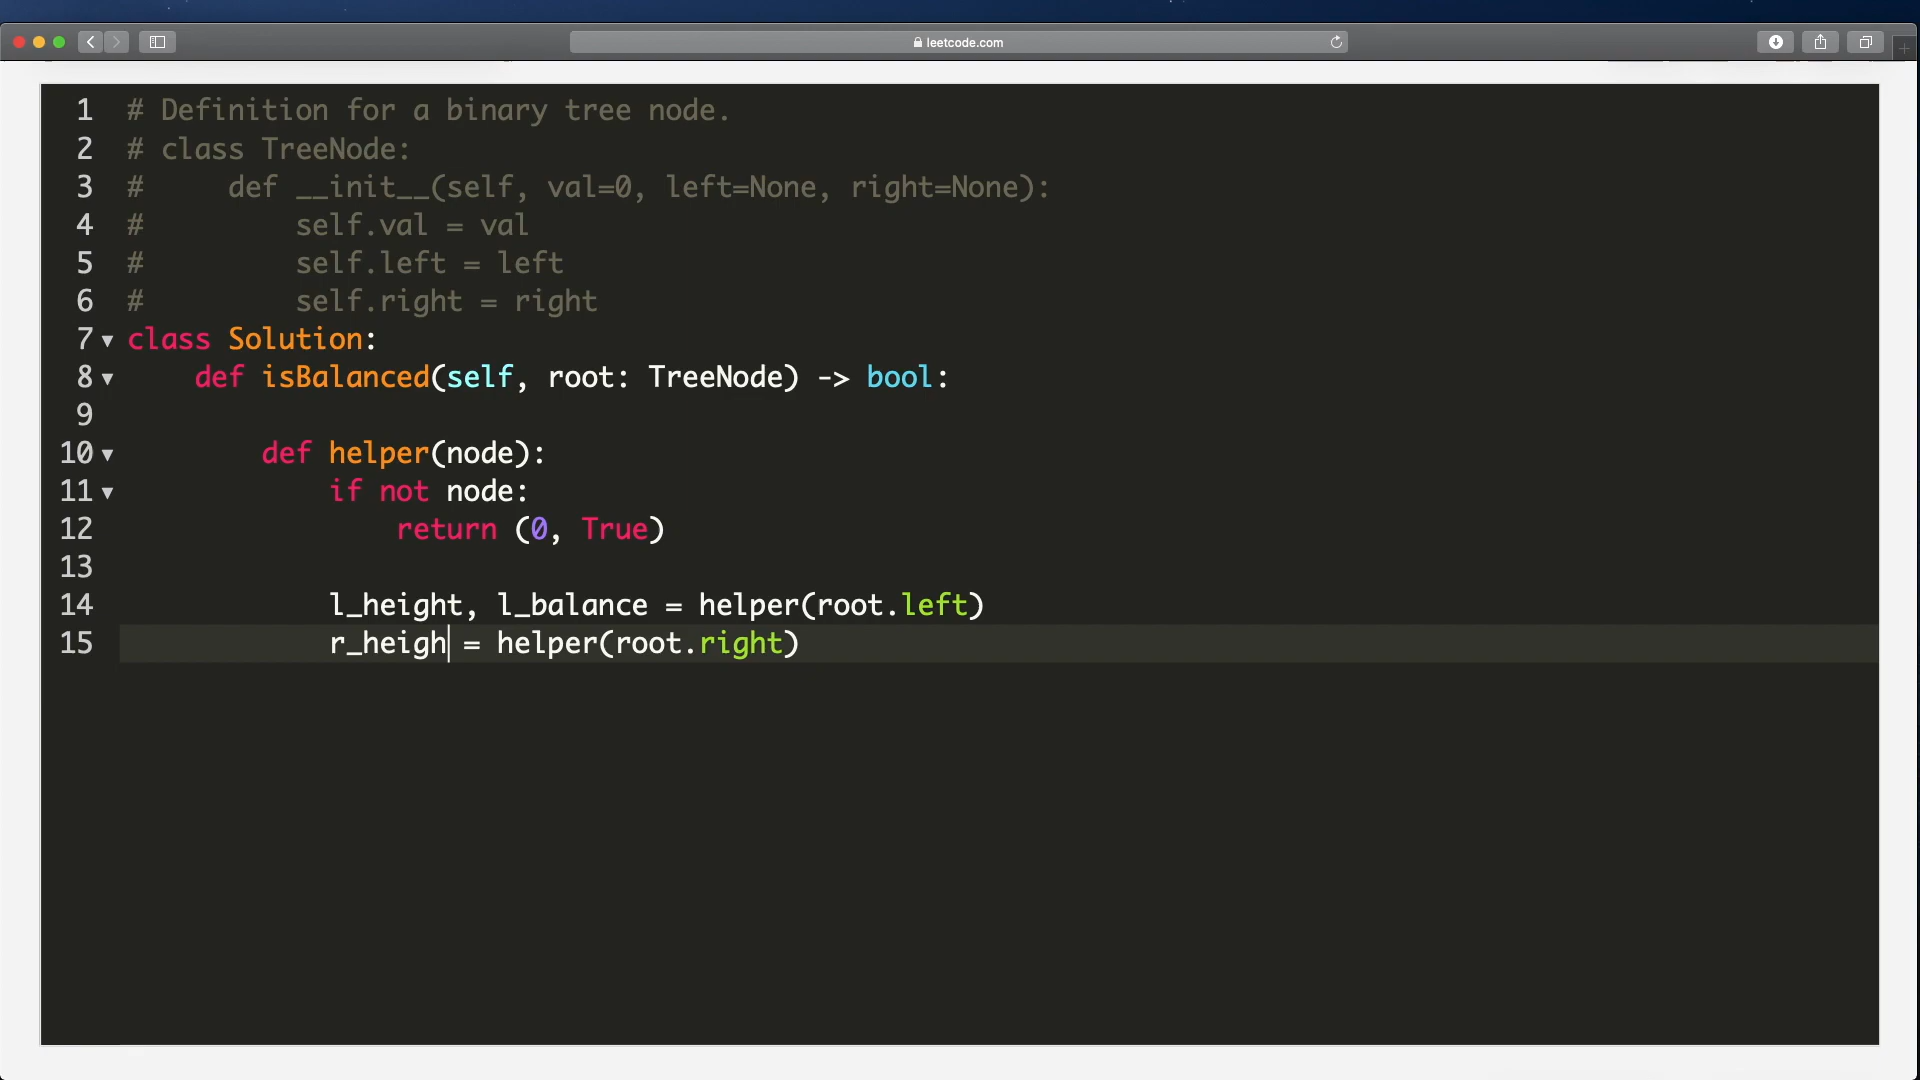 leetcode.com
1 # Definition for a binary tree node.
2 # class TreeNode:
3 #     def __init__(self, val=0, left=None, right=None):
4 #         self.val = val
5 #         self.left = left
6 #         self.right = right
7 class Solution:
8     def isBalanced(self, root: TreeNode) -> bool:
9
10         def helper(node):
11             if not node:
12                 return (0, True)
13
14             l_height, l_balance = helper(root.left)
15             r_heigh = helper(root.right)